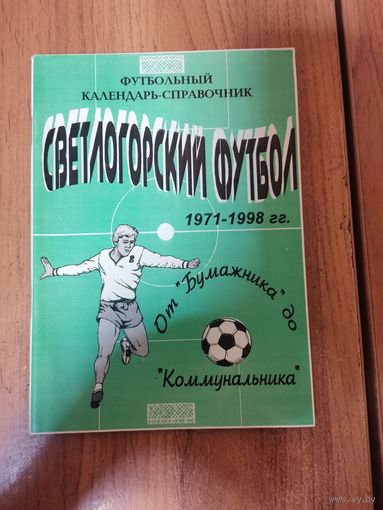 ФУТБОЛЬНЫЙ
КАЛЕНДАРЬ-СПРАВОЧНИК
СВЕТЛОГОРСКИЙ ФУТБОЛ
1971-1998 гг.
От "Бумажника" до
"Коммунальника"
www.ay.by